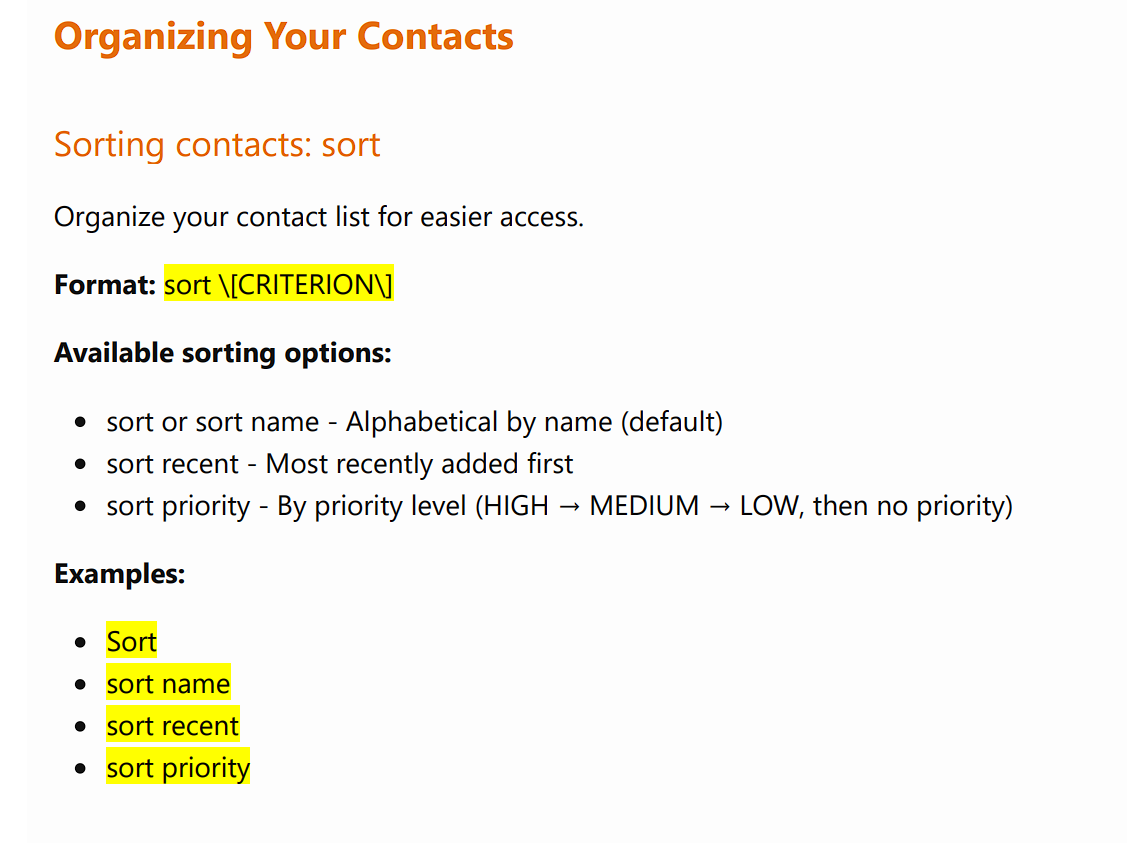 Organizing Your Contacts
Sorting contacts: sort
Organize your contact list for easier access.
Format: sort \[CRITERION\]
Available sorting options:
• sort or sort name - Alphabetical by name (default)
• sort recent - Most recently added first
• sort priority - By priority level (HIGH → MEDIUM → LOW, then no priority)
Examples:
• Sort
• sort name
• sort recent
• sort priority